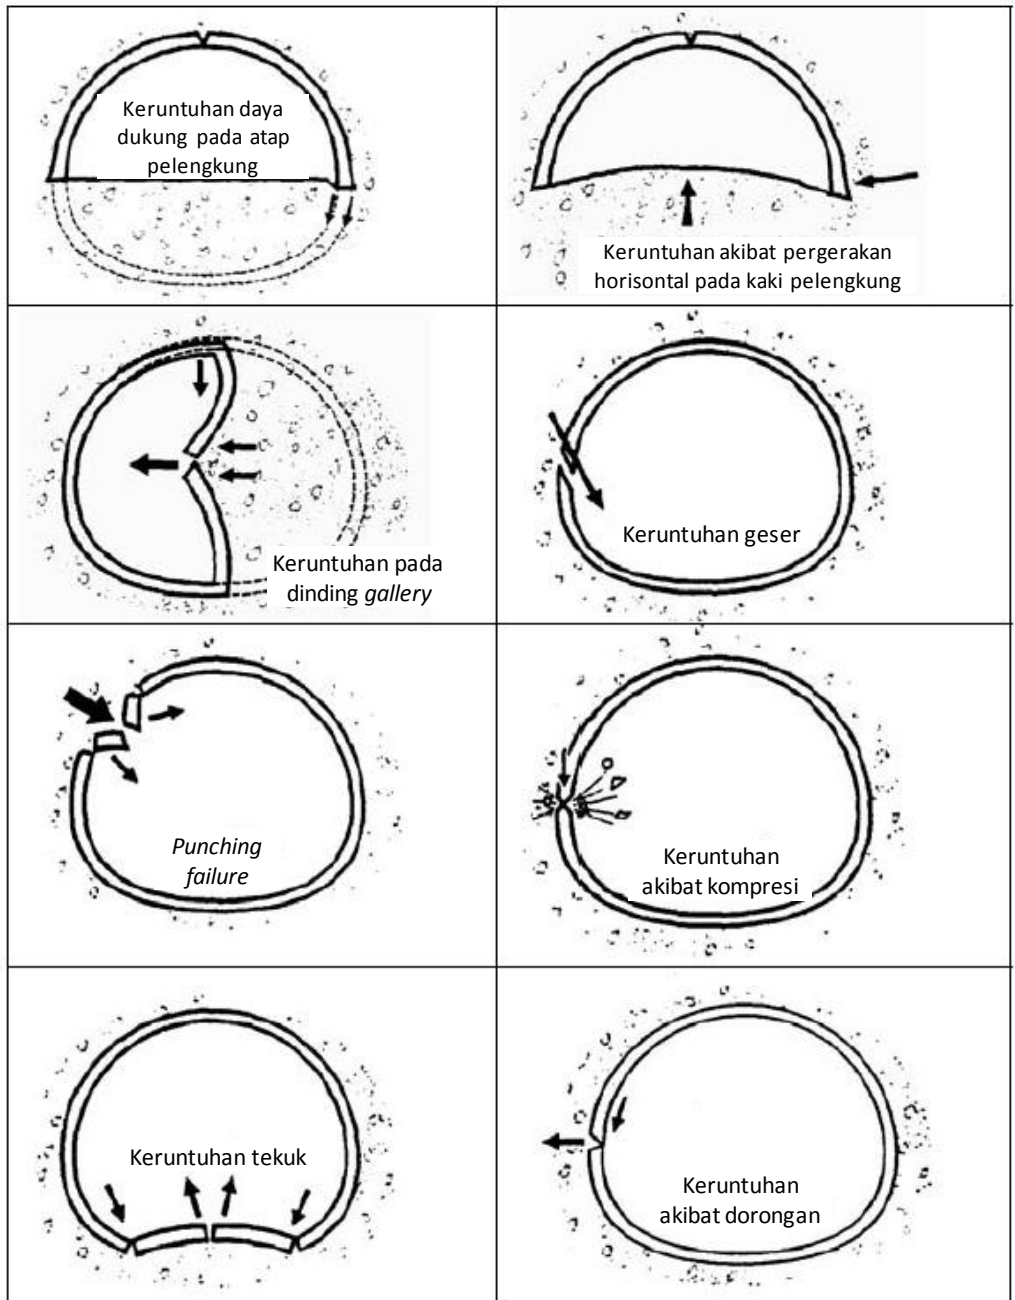 Keruntuhan daya
dukung pada atap
pelengkung
Keruntuhan akibat pergerakan
horisontal pada kaki pelengkung
Keruntuhan pada
dinding gallery
Keruntuhan geser
Punching
failure
Keruntuhan
akibat kompresi
Keruntuhan tekuk
Keruntuhan
akibat dorongan